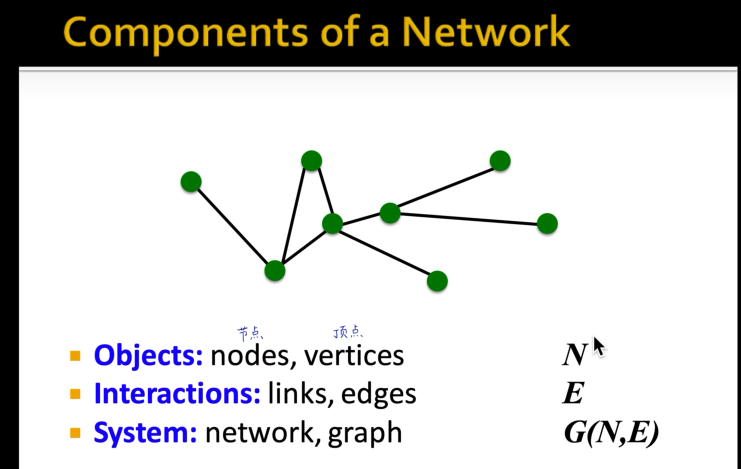 Components of a Network
节点、 顶点、
Objects: nodes, vertices N
Interactions: links, edges E
System: network, graph G(N,E)